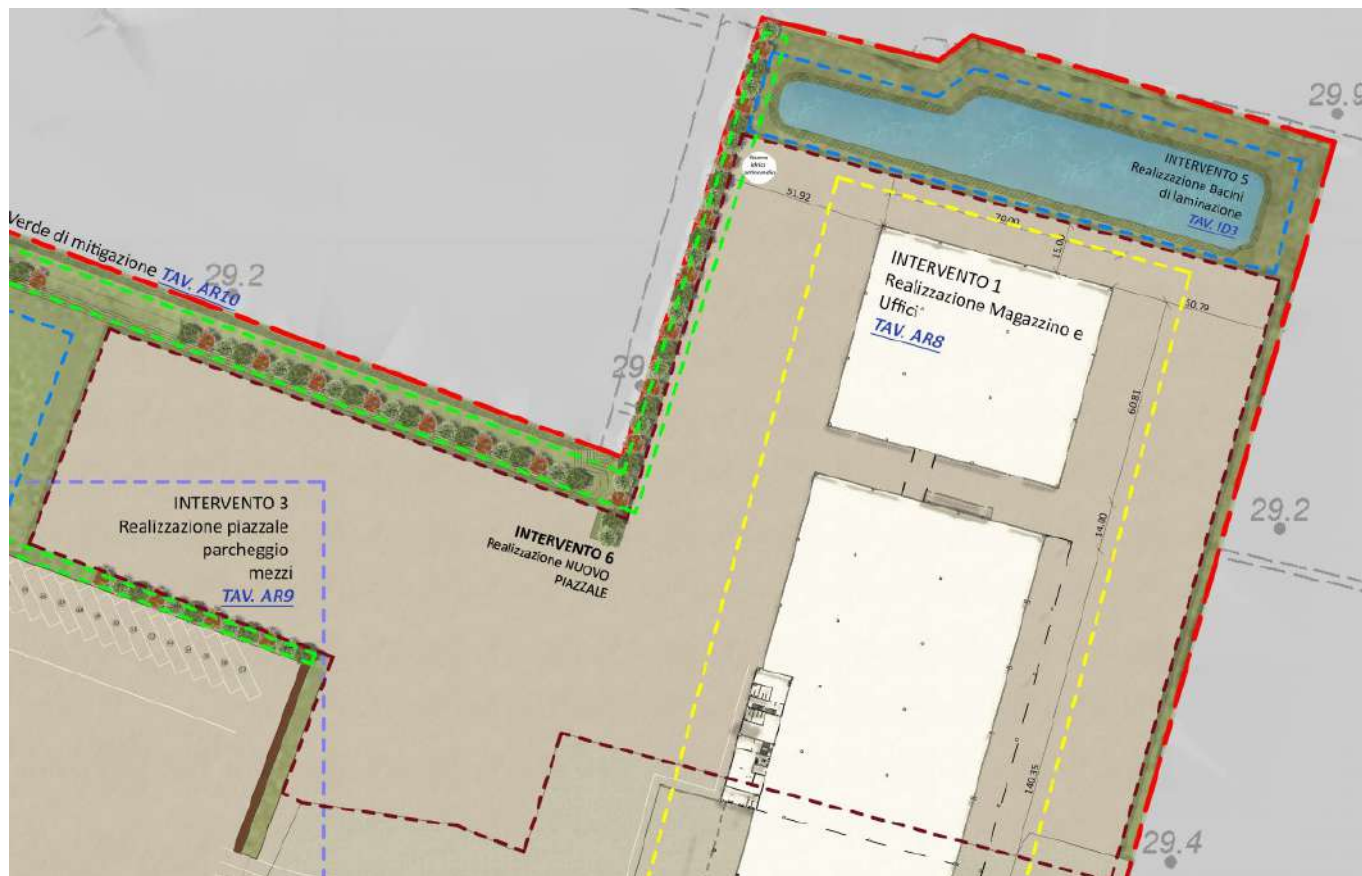 29.9
INTERVENTO 5
Realizzazione Bacini
di laminazione
TAV. ID3
51.92
70.00
15.00
INTERVENTO 1
Realizzazione Magazzino e
Uffici
TAV. AR8
50.79
Verde di mitigazione TAV. AR10
29.2
29.
60.81
INTERVENTO 3
Realizzazione piazzale
parcheggio
mezzi
TAV. AR9
INTERVENTO 6
Realizzazione NUOVO
PIAZZALE
14.00
29.2
140.35
29.4